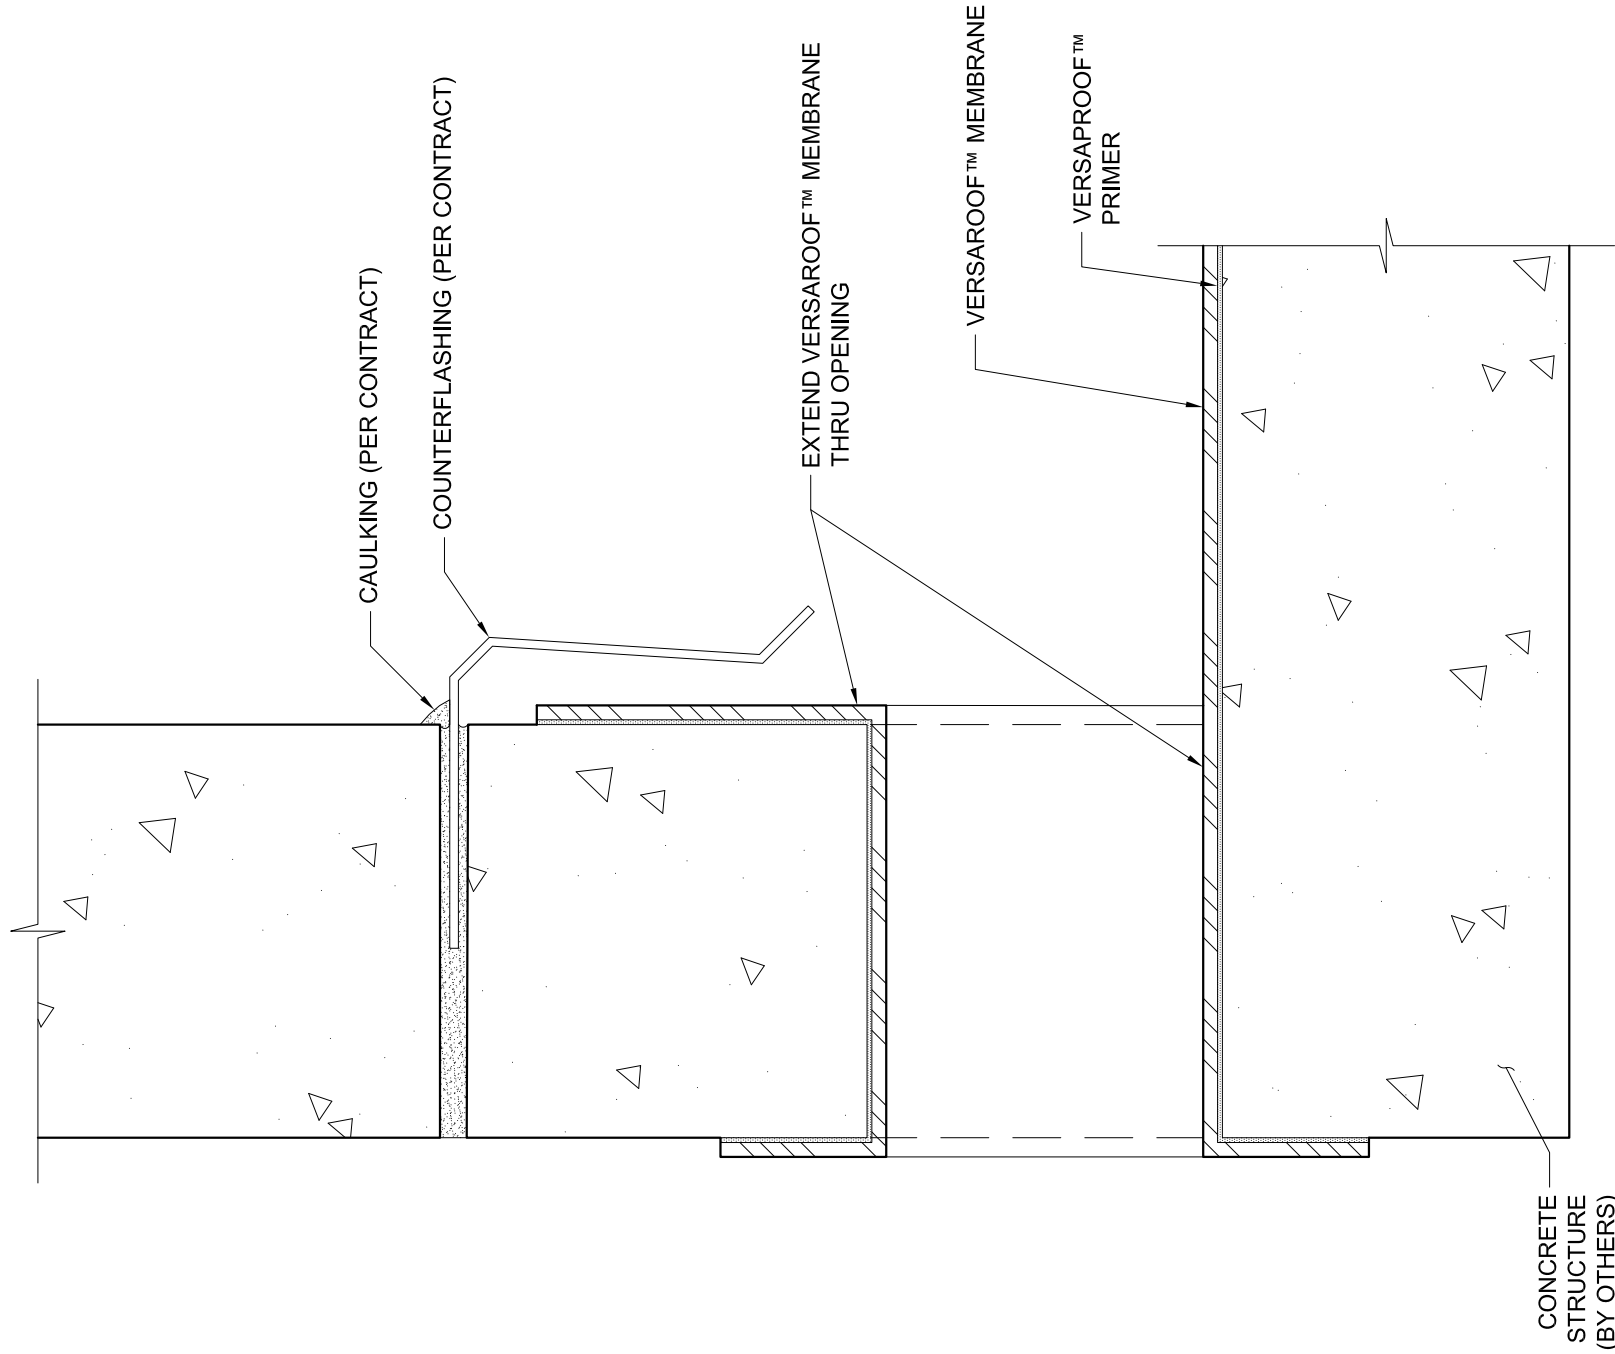 CAULKING (PER CONTRACT)
COUNTERFLASHING (PER CONTRACT)
EXTEND VERSAROOF™ MEMBRANE
THRU OPENING
VERSAROOF™ MEMBRANE
VERSAPROOF™
PRIMER
CONCRETE
STRUCTURE
(BY OTHERS)